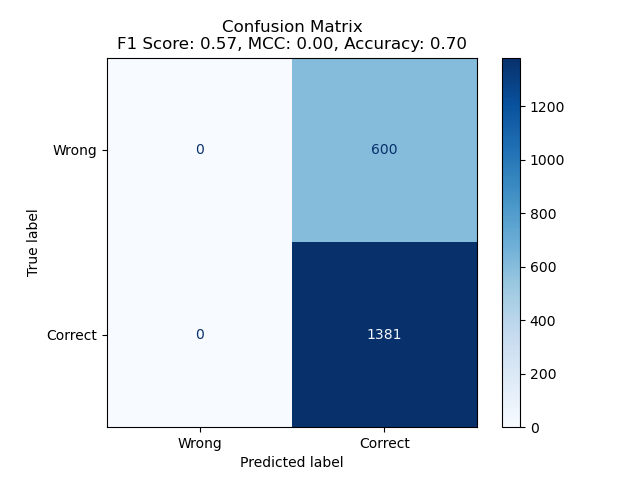 Confusion Matrix
F1 Score: 0.57, MCC: 0.00, Accuracy: 0.70
Wrong
0
600
Correct
0
1381
True label
Wrong
Correct
Predicted label
1200
1000
800
600
400
200
0